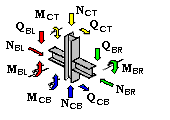 MCT NCT
QBL QCT
NBL QBR
MBL MBR
NBR
MCB NCB QCB